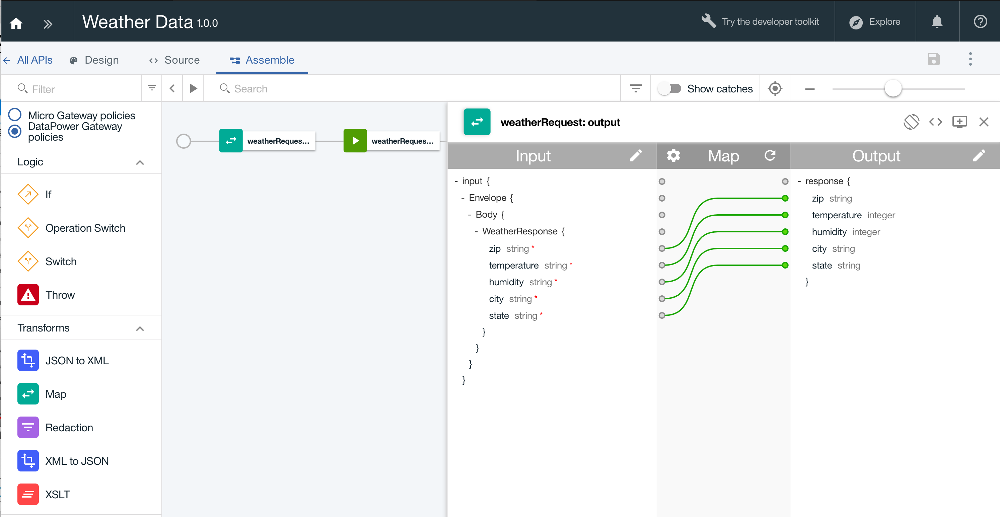 Weather Data 1.0.0
Try the developer toolkit
Explore
All APIs
Design
Source
Assemble
Filter
Search
Show catches
Micro Gateway policies
DataPower Gateway
policies
Logic
If
Operation Switch
Switch
Throw
Transforms
JSON to XML
Map
Redaction
XML to JSON
XSLT
weatherReques...
weatherReques...
weatherRequest: output
Input
Map
Output
- input {
- Envelope {
- Body {
- WeatherResponse {
zip string *
temperature string *
humidity string *
city string *
state string *
}
}
}
}
- response {
zip string
temperature integer
humidity integer
city string
state string
}